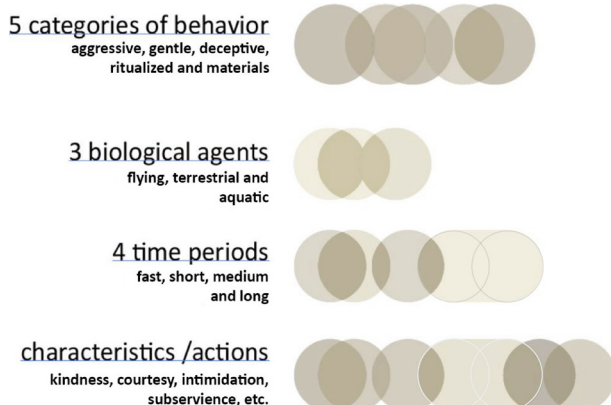 5 categories of behavior
aggressive, gentle, deceptive,
ritualized and materials
3 biological agents
flying, terrestrial and
aquatic
4 time periods
fast, short, medium
and long
characteristics /actions
kindness, courtesy, intimidation,
subservience, etc.